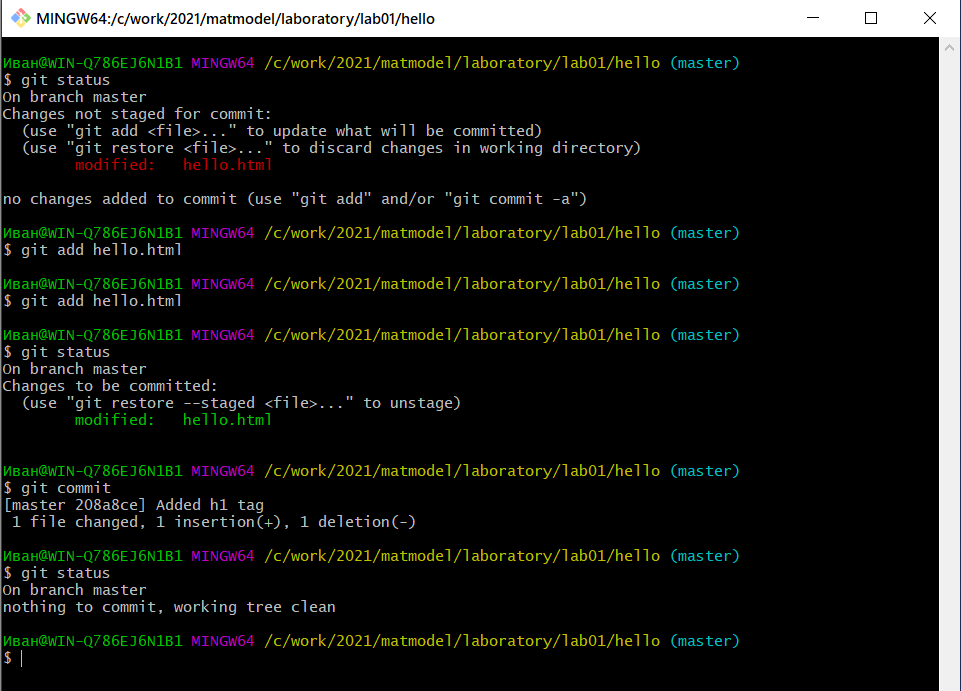 MINGW64:/c/work/2021/matmodel/laboratory/lab01/hello
Иван@WIN-Q786EJ6N1B1 MINGW64 /c/work/2021/matmodel/laboratory/lab01/hello (master)
$ git status
On branch master
Changes not staged for commit:
  (use "git add <file>..." to update what will be committed)
  (use "git restore <file>..." to discard changes in working directory)
        modified:   hello.html
no changes added to commit (use "git add" and/or "git commit -a")
Иван@WIN-Q786EJ6N1B1 MINGW64 /c/work/2021/matmodel/laboratory/lab01/hello (master)
$ git add hello.html
Иван@WIN-Q786EJ6N1B1 MINGW64 /c/work/2021/matmodel/laboratory/lab01/hello (master)
$ git add hello.html
Иван@WIN-Q786EJ6N1B1 MINGW64 /c/work/2021/matmodel/laboratory/lab01/hello (master)
$ git status
On branch master
Changes to be committed:
  (use "git restore --staged <file>..." to unstage)
        modified:   hello.html
Иван@WIN-Q786EJ6N1B1 MINGW64 /c/work/2021/matmodel/laboratory/lab01/hello (master)
$ git commit
[master 208a8ce] Added h1 tag
 1 file changed, 1 insertion(+), 1 deletion(-)
Иван@WIN-Q786EJ6N1B1 MINGW64 /c/work/2021/matmodel/laboratory/lab01/hello (master)
$ git status
On branch master
nothing to commit, working tree clean
Иван@WIN-Q786EJ6N1B1 MINGW64 /c/work/2021/matmodel/laboratory/lab01/hello (master)
$